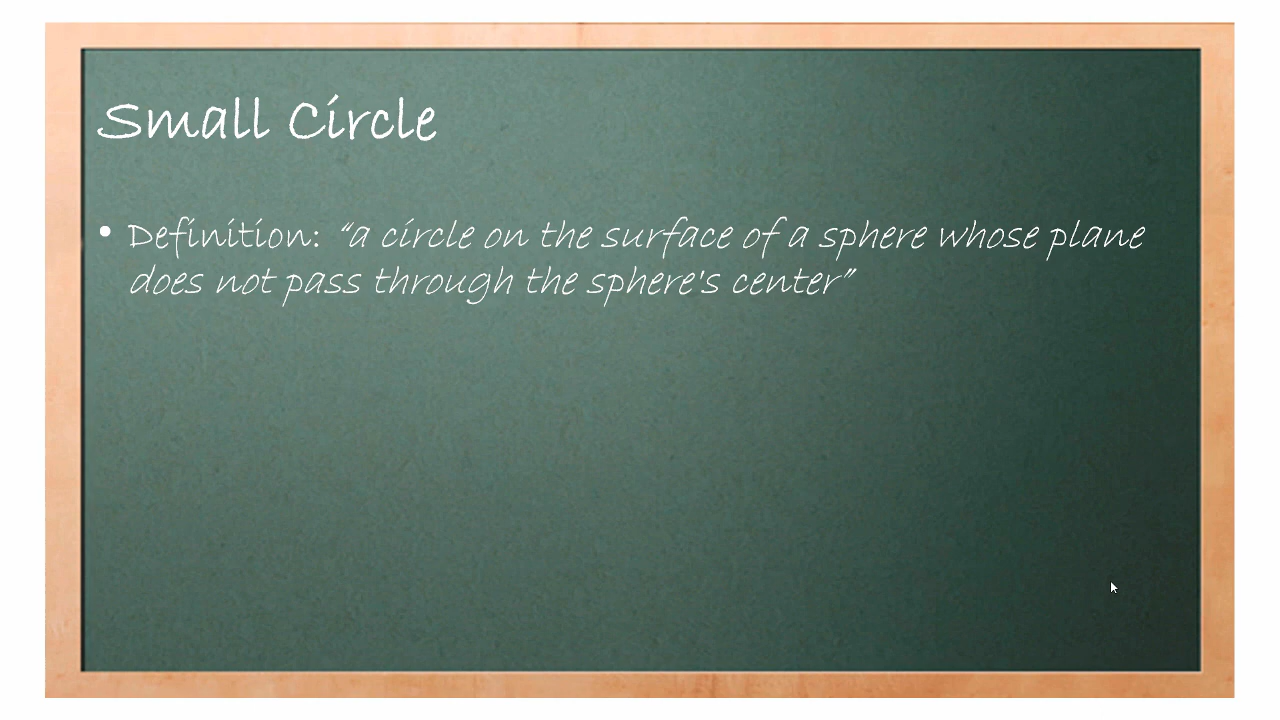 Small Circle
• Definition: “a circle on the surface of a sphere whose plane
does not pass through the sphere's center”